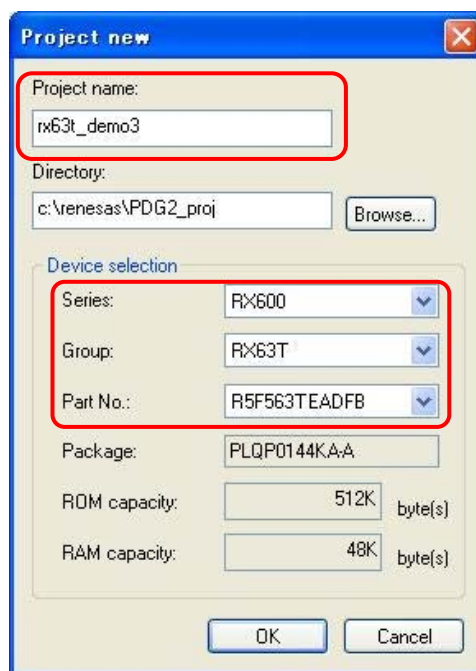 Project new
Project name:
rx63t_demo3
Directory:
c:\renesas\PDG2_proj
Browse...
Device selection
Series: RX600
Group: RX63T
Part No.: R5F563TEADFB
Package: PLQP0144KA-A
ROM capacity: 512K byte(s)
RAM capacity: 48K byte(s)
OK Cancel